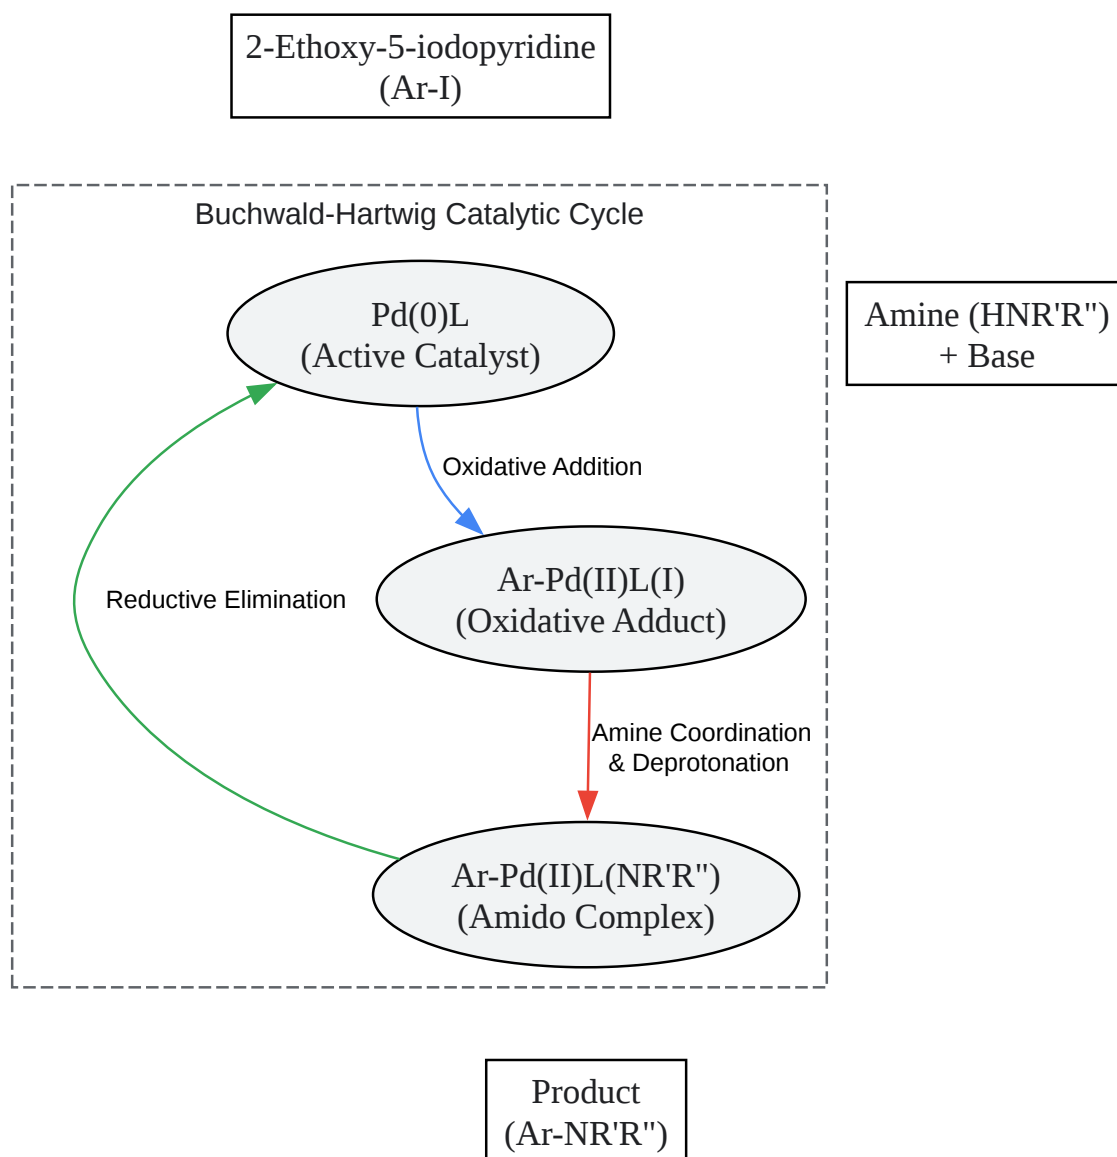 2-Ethoxy-5-iodopyridine
(Ar-I)
Buchwald-Hartwig Catalytic Cycle
Pd(0)L
(Active Catalyst)
Amine (HNR'R")
+ Base
Oxidative Addition
Ar-Pd(II)L(I)
(Oxidative Adduct)
Reductive Elimination
Amine Coordination
& Deprotonation
Ar-Pd(II)L(NR'R")
(Amido Complex)
Product
(Ar-NR'R")